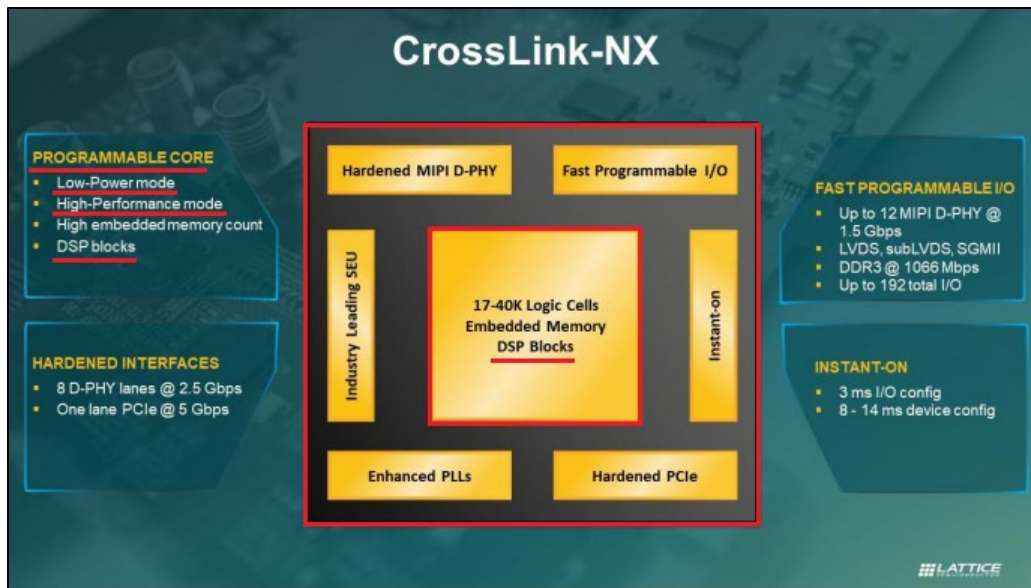 CrossLink-NX
PROGRAMMABLE CORE
Low-Power mode
High-Performance mode
High embedded memory count
DSP blocks
HARDENED INTERFACES
8 D-PHY lanes @ 2.5 Gbps
One lane PCIe @ 5 Gbps
Hardened MIPI D-PHY
Fast Programmable I/O
Industry Leading SEU
17-40K Logic Cells
Embedded Memory
DSP Blocks
Instant-on
Enhanced PLLs
Hardened PCIe
FAST PROGRAMMABLE I/O
Up to 12 MIPI D-PHY @
1.5 Gbps
LVDS, subLVDS, SGMII
DDR3 @ 1066 Mbps
Up to 192 total I/O
INSTANT-ON
3 ms I/O config
8 - 14 ms device config
LATTICE
SEMICONDUCTOR